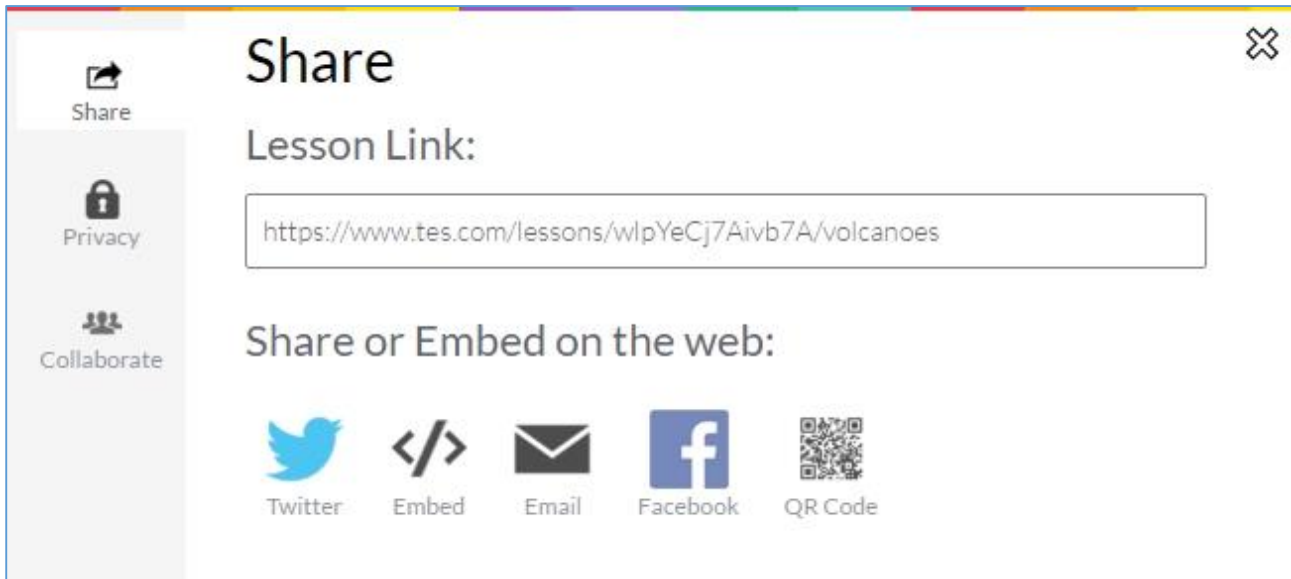 Share
Share
Lesson Link:
https://www.tes.com/lessons/wlpYeCj7Aivb7A/volcanoes
Privacy
Collaborate
Share or Embed on the web:
Twitter Embed Email Facebook QR Code